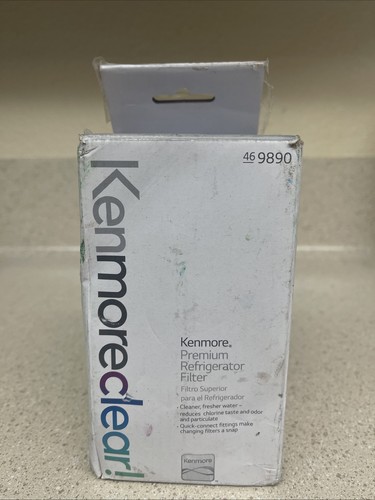 46 9890
Kenmoreclear!
Kenmore®
Premium
Refrigerator
Filter
Filtro Superior
para el Refrigerador
- Cleaner, fresher water –
reduces chlorine taste and odor
and particulate
- Quick-connect fittings make
changing filters a snap
Kenmore